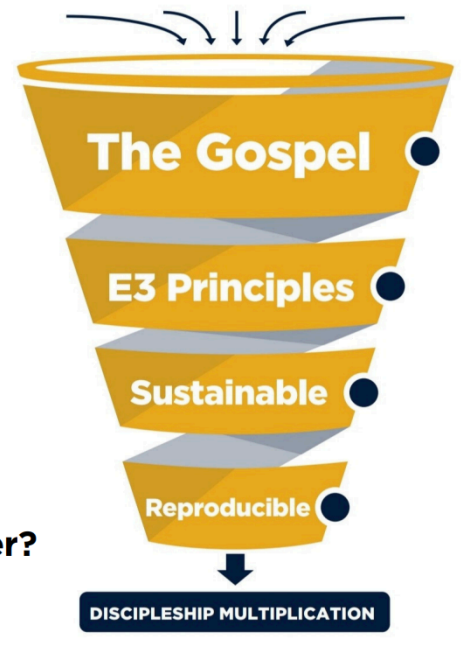 The Gospel
E3 Principles
Sustainable
Reproducible
er?
DISCIPLESHIP MULTIPLICATION